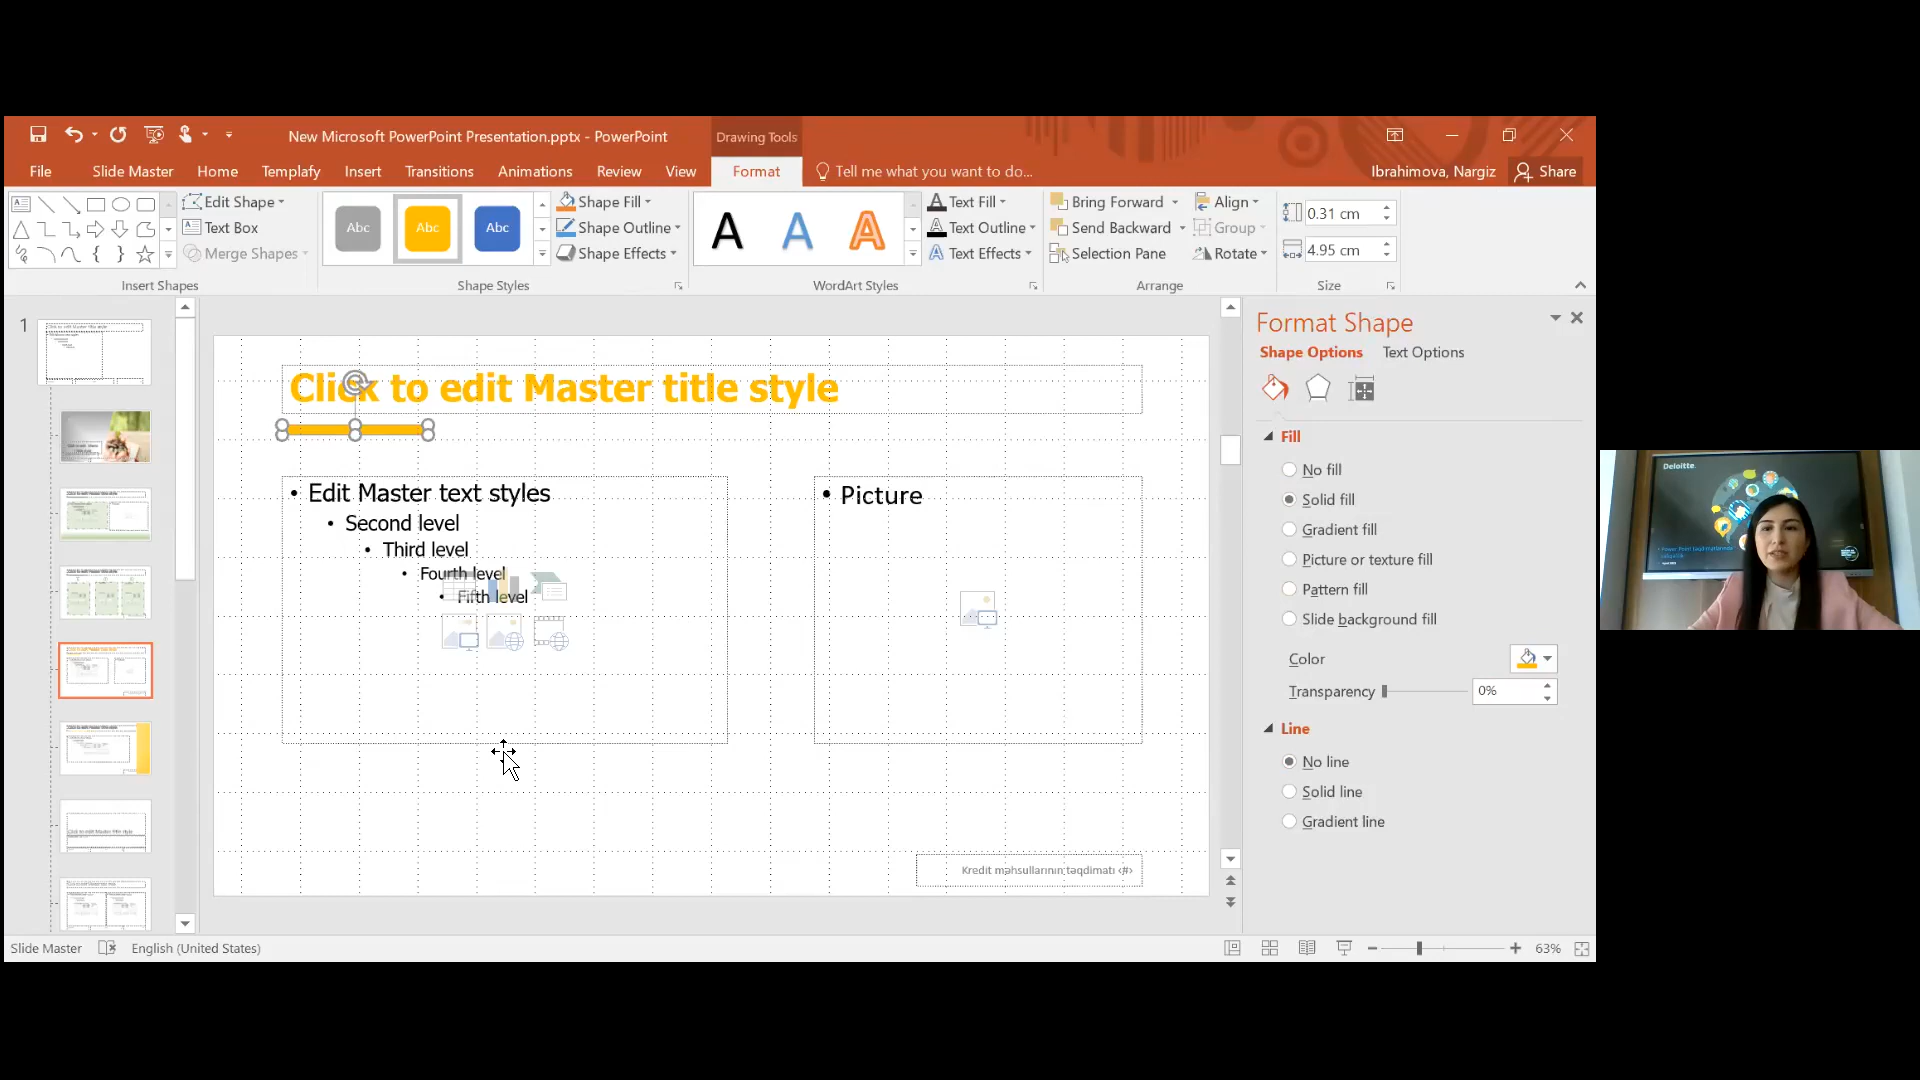 New Microsoft PowerPoint Presentation.pptx - PowerPoint
Drawing Tools
File
Slide Master
Home
Templafy
Insert
Transitions
Animations
Review
View
Format
Tell me what you want to do...
Ibrahimova, Nargiz
Share
Edit Shape
Text Box
Merge Shapes
Insert Shapes
Abc
Abc
Abc
Shape Fill
Shape Outline
Shape Effects
Shape Styles
A
A
A
Text Fill
Text Outline
Text Effects
WordArt Styles
Bring Forward
Send Backward
Selection Pane
Align
Group
Rotate
Arrange
0.31 cm
4.95 cm
Size
1
Click to edit Master title style
• Edit Master text styles
• Second level
• Third level
• Fourth level
• Fifth level
• Picture
Kredit məhsullarının təqdimatı ‹#›
Format Shape
Shape Options
Text Options
Fill
No fill
Solid fill
Gradient fill
Picture or texture fill
Pattern fill
Slide background fill
Color
Transparency
0%
Line
No line
Solid line
Gradient line
Deloitte.
Slide Master
English (United States)
63%